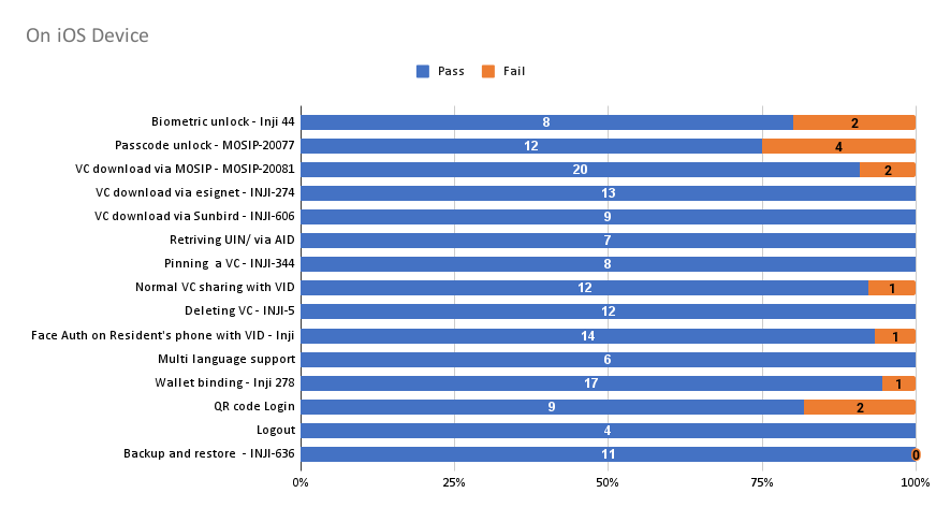 On iOS Device
Pass Fail
Biometric unlock - Inji 44 8 2
Passcode unlock - MOSIP-20077 12 4
VC download via MOSIP - MOSIP-20081 20 2
VC download via esignet - INJI-274 13
VC download via Sunbird - INJI-606 9
Retriving UIN/ via AID 7
Pinning a VC - INJI-344 8
Normal VC sharing with VID 12 1
Deleting VC - INJI-5 12
Face Auth on Resident's phone with VID - Inji 14 1
Multi language support 6
Wallet binding - Inji 278 17 1
QR code Login 9 2
Logout 4
Backup and restore - INJI-636 11 0
0% 25% 50% 75% 100%